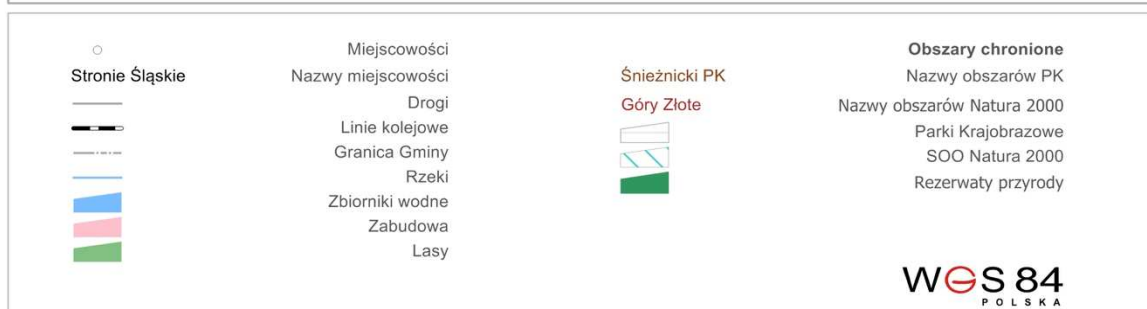 Miejscowości
Stronie Śląskie Nazwy miejscowości
Drogi
Linie kolejowe
Granica Gminy
Rzeki
Zbiorniki wodne
Zabudowa
Lasy
Obszary chronione
Śnieżnicki PK Nazwy obszarów PK
Góry Złote Nazwy obszarów Natura 2000
Parki Krajobrazowe
SOO Natura 2000
Rezerwaty przyrody
WGS 84
POLSKA